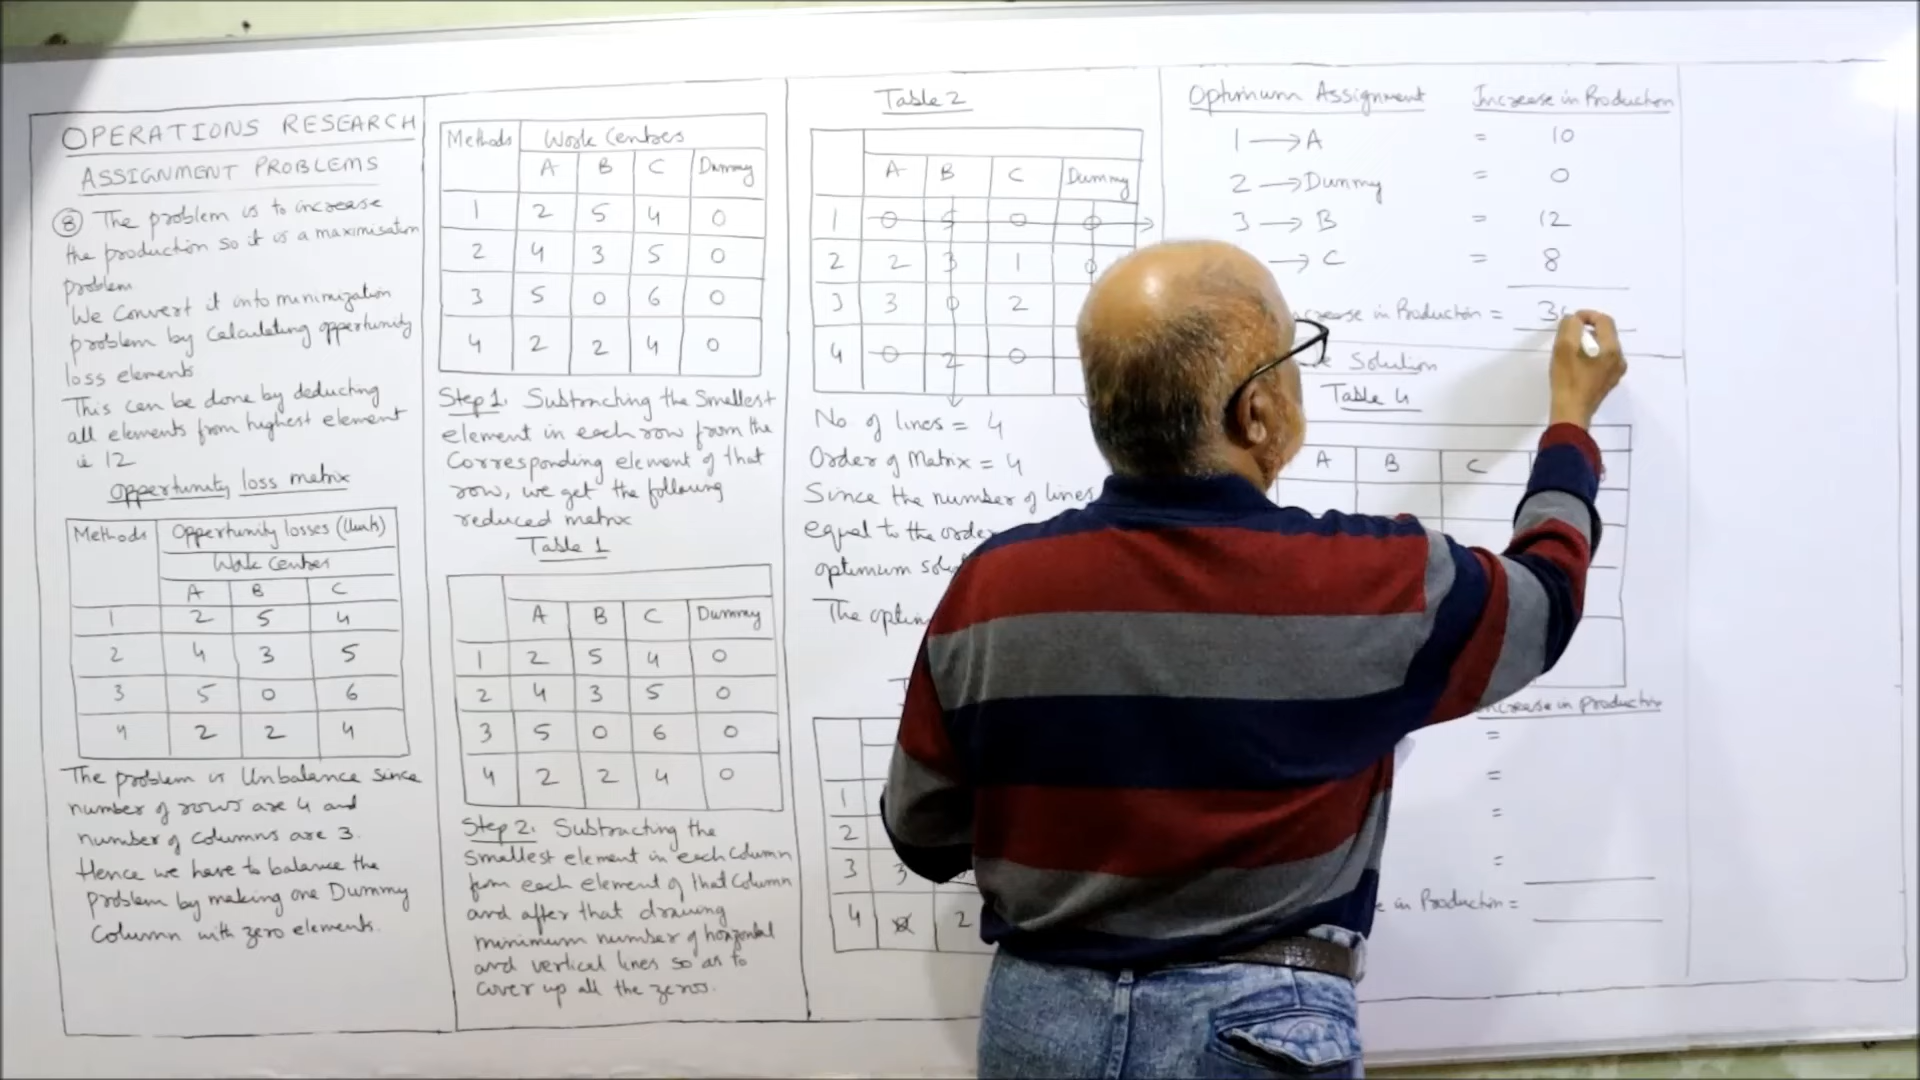 OPERATIONS RESEARCH
ASSIGNMENT PROBLEMS
8 The problem is to increase
the production so it is a maximisation
problem
We Convert it into minimization
problem by Calculating oppertunity
loss elements
This can be done by deducting
all elements from highest element
ie 12
Oppertunity loss matrix
Methods Oppertunity losses (Units)
Work Centres
A B C
1 2 5 4
2 4 3 5
3 5 0 6
4 2 2 4
The problem is Unbalance since
number of rows are 4 and
number of columns are 3.
Hence we have to balance the
problem by making one Dummy
Column with zero elements.
Methods Work Centres
A B C Dummy
1 2 5 4 0
2 4 3 5 0
3 5 0 6 0
4 2 2 4 0
Step 1. Subtracting the Smallest
element in each row from the
Corresponding element of that
row, we get the following
reduced matrix
Table 1
A B C Dummy
1 2 5 4 0
2 4 3 5 0
3 5 0 6 0
4 2 2 4 0
Step 2. Subtracting the
Smallest element in each Column
from each element of that Column
and after that drawing
minimum number of horizontal
and vertical lines so as to
Cover up all the zeros.
Table 2
A B C Dummy
1 0 5 0 0
2 2 3 1 0
3 3 0 2
4 0 2 0
No of lines = 4
Order of Matrix = 4
Since the number of lines
equal to the order
optimum
The
1
2
3 3
4 0 2
Optimum Assignment Increase in Production
1 → A = 10
2 → Dummy = 0
3 → B = 12
→ C = 8
in Production = 3
Solution
Table 4
A B C
Increase in production
=
=
=
=
in Production =